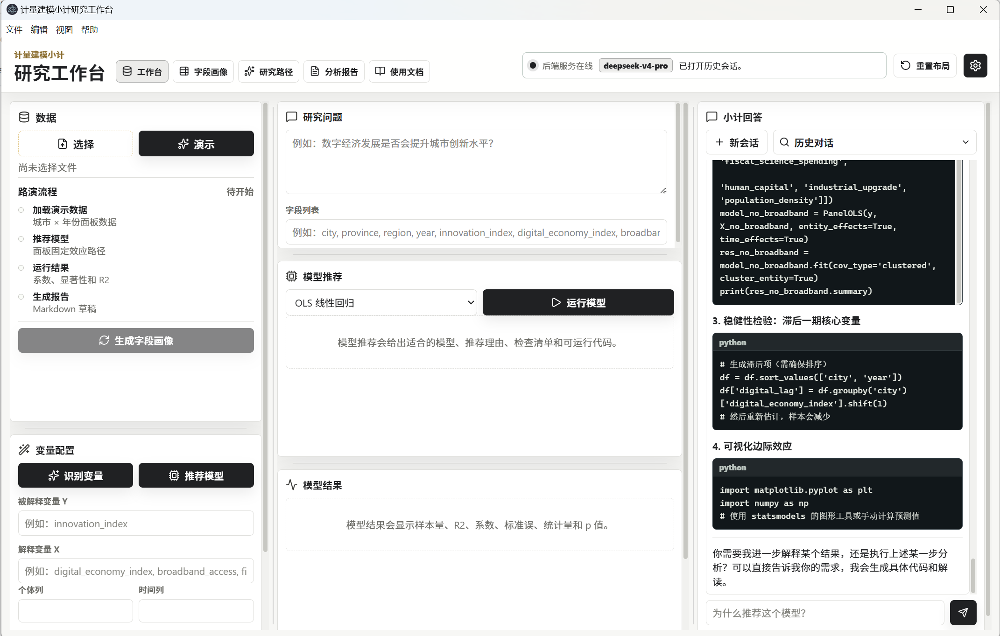 计量建模小计研究工作台
文件 编辑 视图 帮助
计量建模小计
研究工作台
工作台
字段画像
研究路径
分析报告
使用文档
后端服务在线
deepseek-v4-pro
已打开历史会话。
重置布局
数据
选择
演示
尚未选择文件
路演流程
待开始
加载演示数据
城市 × 年份面板数据
推荐模型
面板固定效应路径
运行结果
系数、显著性和 R2
生成报告
Markdown 草稿
生成字段画像
变量配置
识别变量
推荐模型
被解释变量 Y
例如：innovation_index
解释变量 X
例如：digital_economy_index, broadband_access, fi
个体列
时间列
研究问题
例如：数字经济发展是否会提升城市创新水平？
字段列表
例如：city, province, region, year, innovation_index, digital_economy_index, broadbar
模型推荐
OLS 线性回归
运行模型
模型推荐会给出适合的模型、推荐理由、检查清单和可运行代码。
模型结果
模型结果会显示样本量、R2、系数、标准误、统计量和 p 值。
小计回答
新会话
历史对话
'fiscal_science_spending',
'human_capital', 'industrial_upgrade',
'population_density']])
model_no_broadband = PanelOLS(y,
X_no_broadband, entity_effects=True,
time_effects=True)
res_no_broadband =
model_no_broadband.fit(cov_type='clustered',
cluster_entity=True)
print(res_no_broadband.summary)
3. 稳健性检验：滞后一期核心变量
python
# 生成滞后项（需确保排序）
df = df.sort_values(['city', 'year'])
df['digital_lag'] = df.groupby('city')
['digital_economy_index'].shift(1)
# 然后重新估计，样本会减少
4. 可视化边际效应
python
import matplotlib.pyplot as plt
import numpy as np
# 使用 statsmodels 的图形工具或手动计算预测值
你需要我进一步解释某个结果，还是执行上述某一步分
析？可以直接告诉我你的需求，我会生成具体代码和解
读。
为什么推荐这个模型？